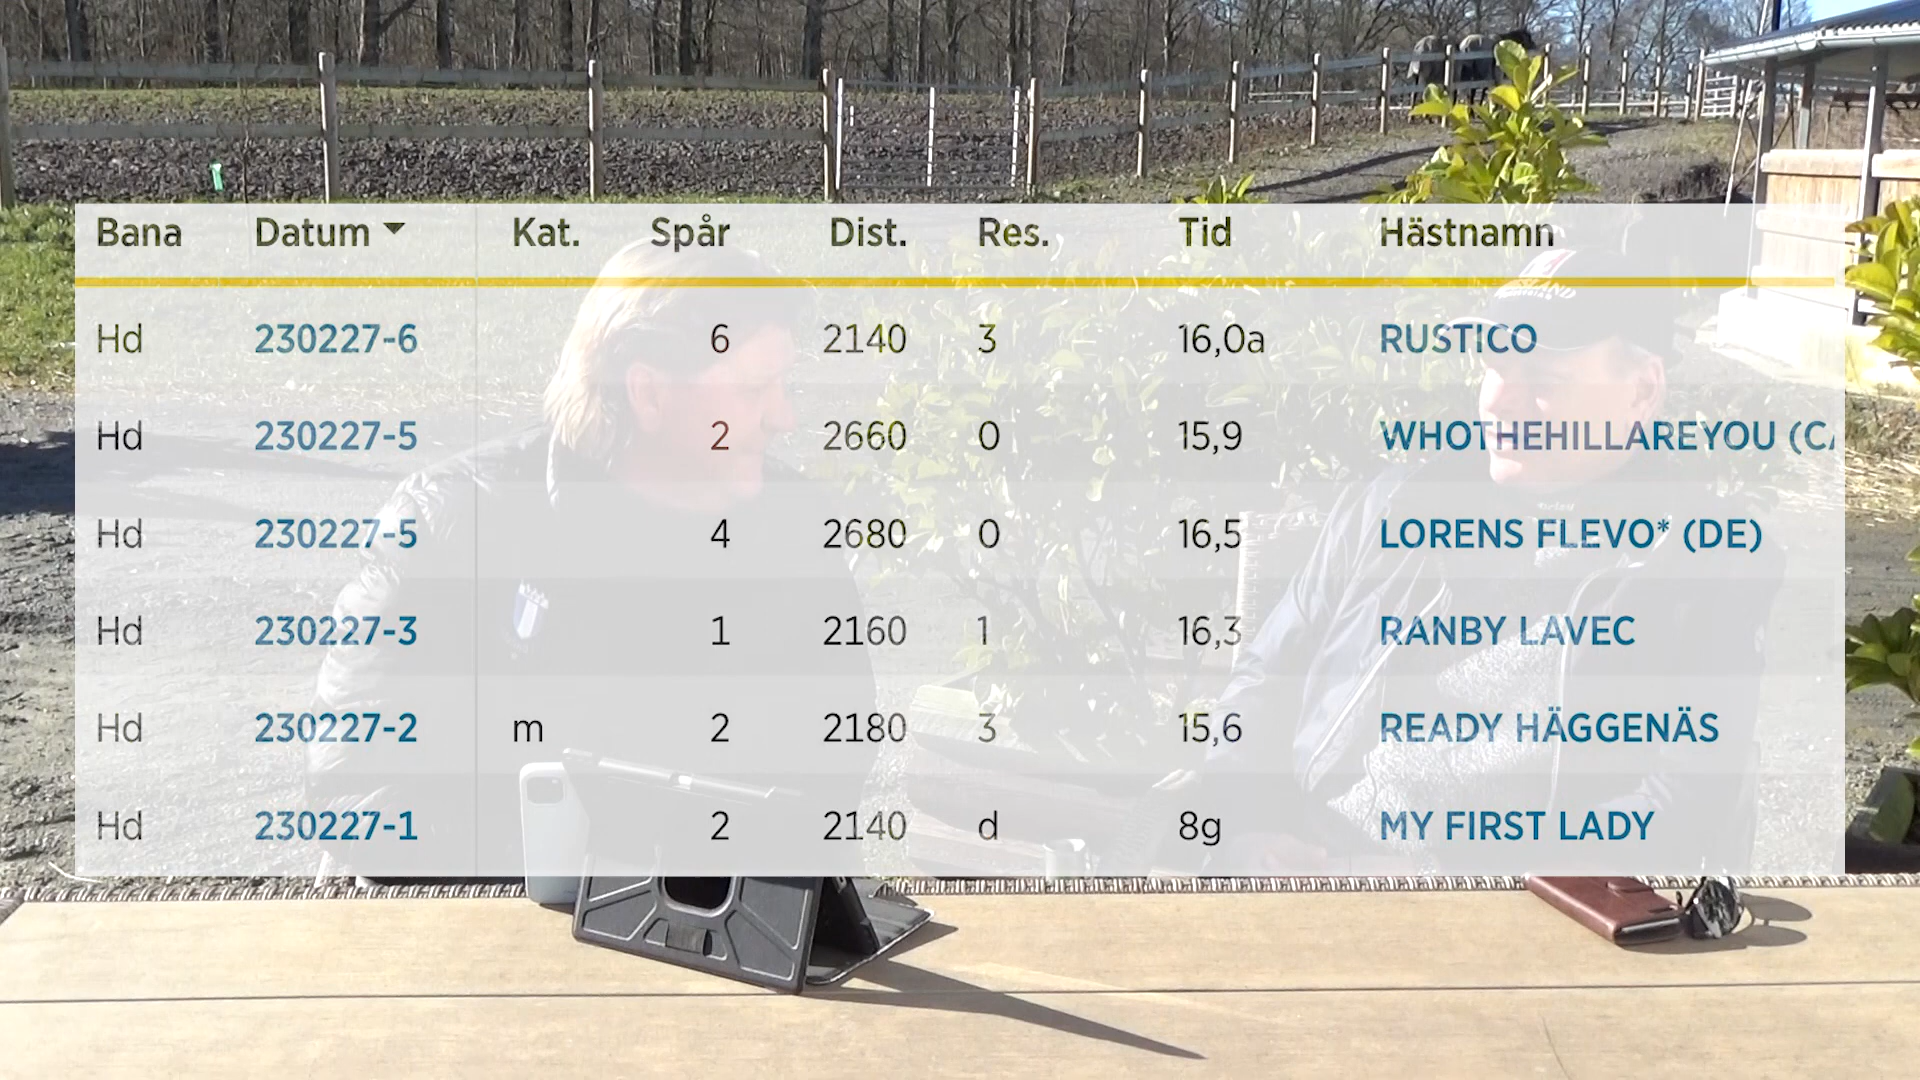 Bana Datum Kat. Spår Dist. Res. Tid Hästnamn
Hd 230227-6 6 2140 3 16,0a RUSTICO
Hd 230227-5 2 2660 0 15,9 WHOTHEHILLAREYOU (CA
Hd 230227-5 4 2680 0 16,5 LORENS FLEVO* (DE)
Hd 230227-3 1 2160 1 16,3 RANBY LAVEC
Hd 230227-2 m 2 2180 3 15,6 READY HÄGGENÄS
Hd 230227-1 2 2140 d 8g MY FIRST LADY